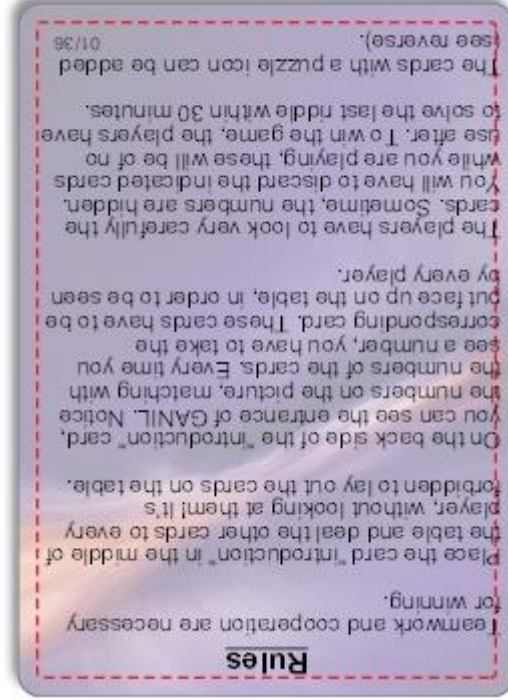 Rules
Teamwork and cooperation are necessary
for winning.
Place the card "introduction" in the middle of
the table and deal the other cards to every
player, without looking at them! It's
forbidden to lay out the cards on the table.
On the back side of the "introduction" card,
you can see the entrance of GANIL. Notice
the numbers on the picture, matching with
the numbers of the cards. Every time you
see a number, you have to take the
corresponding card. These cards have to be
put face up on the table, in order to be seen
by every player.
The players have to look very carefully the
cards. Sometime, the numbers are hidden.
You will have to discard the indicated cards
while you are playing, these will be of no
use after. To win the game, the players have
to solve the last riddle within 30 minutes.
The cards with a puzzle icon can be added
(see reverse).
01/36